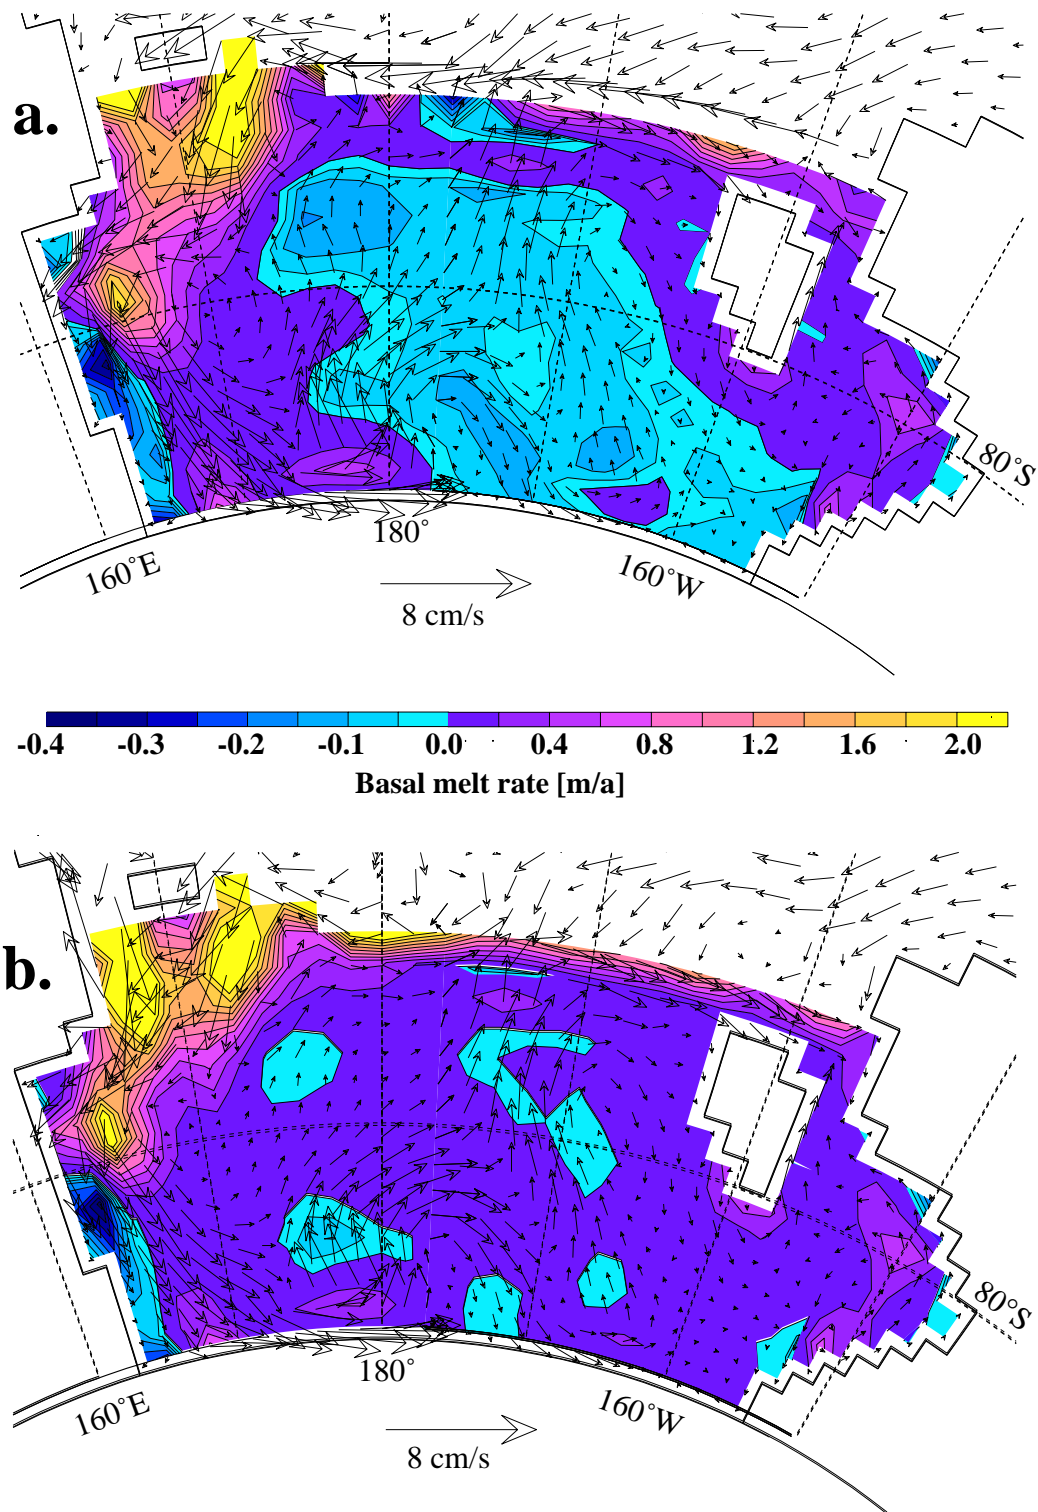 a.
80°S
180°
160°E
160°W
8 cm/s
-0.4 -0.3 -0.2 -0.1 0.0 0.4 0.8 1.2 1.6 2.0
Basal melt rate [m/a]
b.
80°S
180°
160°E
160°W
8 cm/s